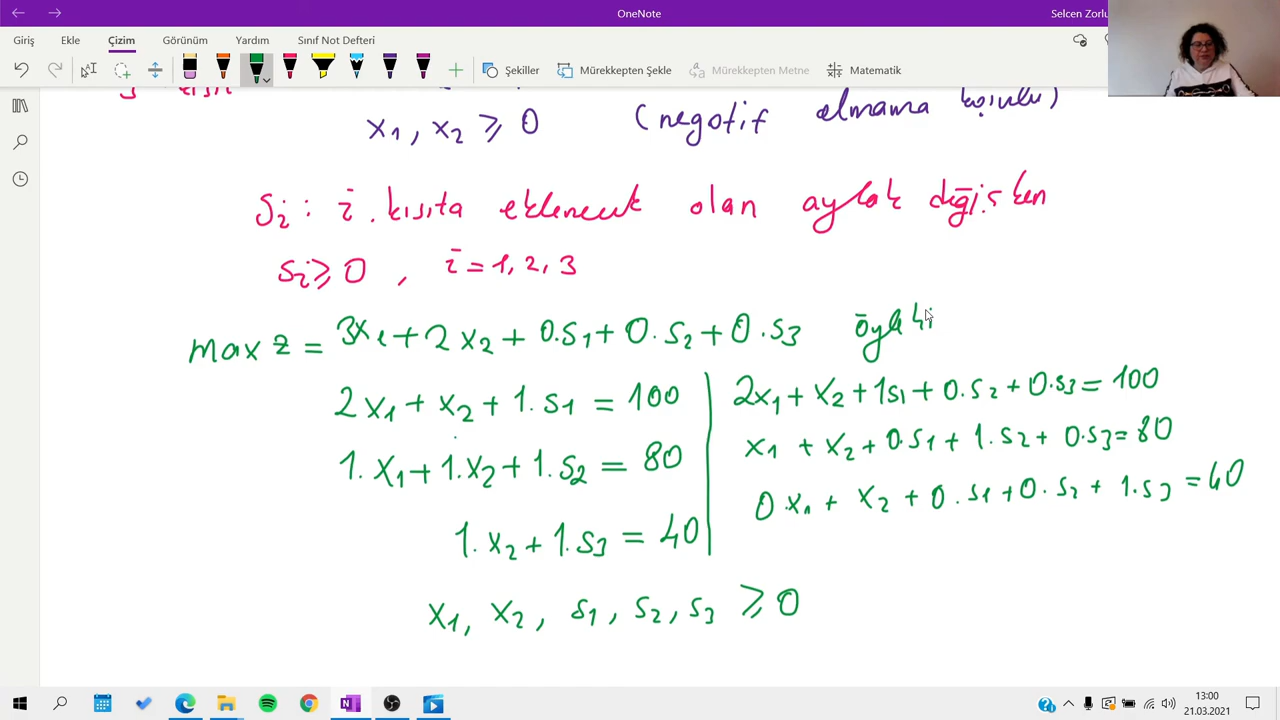 OneNote
Selcen Zorlu
Giriş Ekle Çizim Görünüm Yardım Sınıf Not Defteri
Şekiller Mürekkepten Şekle Mürekkepten Metne Matematik
x₁, x₂ ≥ 0 (negatif olmama koşulu)
Sᵢ : i. kısıta eklenecek olan aylak değişken
Sᵢ ≥ 0 , i = 1, 2, 3
max z = 3x₁ + 2x₂ + 0.s₁ + 0.s₂ + 0.s₃ öyleki
2x₁ + x₂ + 1.s₁ = 100
1.x₁ + 1.x₂ + 1.s₂ = 80
1.x₂ + 1.s₃ = 40
2x₁ + x₂ + 1s₁ + 0.s₂ + 0.s₃ = 100
x₁ + x₂ + 0.s₁ + 1.s₂ + 0.s₃ = 80
0.x₁ + x₂ + 0.s₁ + 0.s₂ + 1.s₃ = 40
x₁, x₂, s₁, s₂, s₃ ≥ 0
13:00
21.03.2021